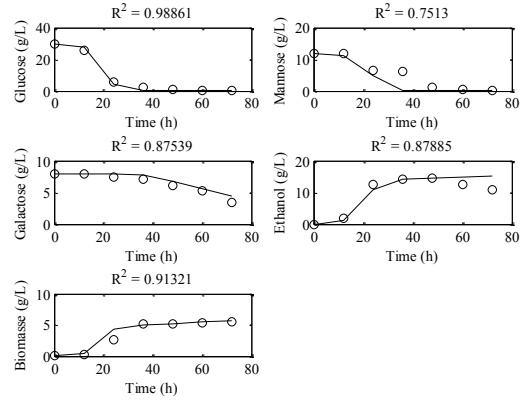 R² = 0.98861
Glucose (g/L)
40
20
0
0 20 40 60 80
Time (h)
R² = 0.7513
Mannose (g/L)
20
10
0
0 20 40 60 80
Time (h)
R² = 0.87539
Galactose (g/L)
10
5
0
0 20 40 60 80
Time (h)
R² = 0.87885
Ethanol (g/L)
20
10
0
0 20 40 60 80
Time (h)
R² = 0.91321
Biomasse (g/L)
10
5
0
0 20 40 60 80
Time (h)